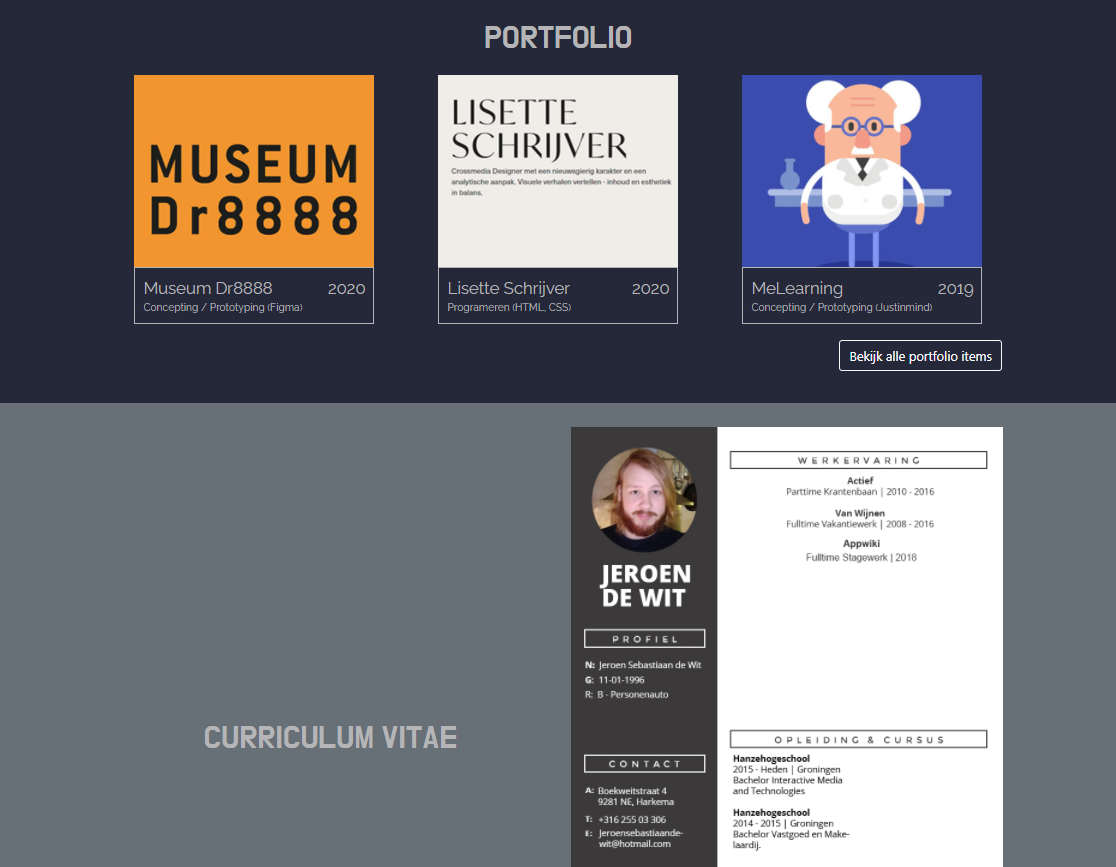 PORTFOLIO
MUSEUM
Dr8888
Museum Dr8888 2020
Concepting / Prototyping (Figma)
LISETTE
SCHRIJVER
Crossmedia Designer met een nieuwsgierig karakter en een
analytische aanpak. Visuele verhalen vertellen - inhoud en esthetiek
in balans.
Lisette Schrijver 2020
Programeren (HTML, CSS)
MeLearning 2019
Concepting / Prototyping (Justinmind)
Bekijk alle portfolio items
CURRICULUM VITAE
JEROEN
DE WIT
PROFIEL
N: Jeroen Sebastiaan de Wit
G: 11-01-1996
R: B - Personenauto
CONTACT
A: Boekweitstraat 4
9281 NE, Harkema
T: +316 255 03 306
E: Jeroensebastiaande-
wit@hotmail.com
WERKERVARING
Actief
Parttime Krantenbaan | 2010 - 2016
Van Wijnen
Fulltime Vakantiewerk | 2008 - 2016
Appwiki
Fulltime Stagewerk | 2018
OPLEIDING & CURSUS
Hanzehogeschool
2015 - Heden | Groningen
Bachelor Interactive Media
and Technologies
Hanzehogeschool
2014 - 2015 | Groningen
Bachelor Vastgoed en Make-
laardij.